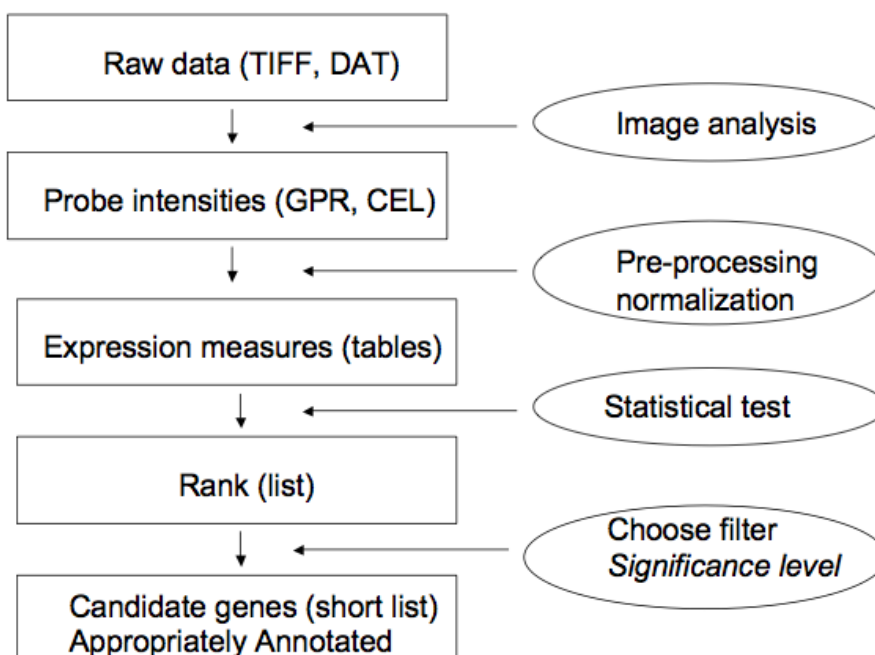 Raw data (TIFF, DAT)
Image analysis
Probe intensities (GPR, CEL)
Pre-processing
normalization
Expression measures (tables)
Statistical test
Rank (list)
Choose filter
Significance level
Candidate genes (short list)
Appropriately Annotated